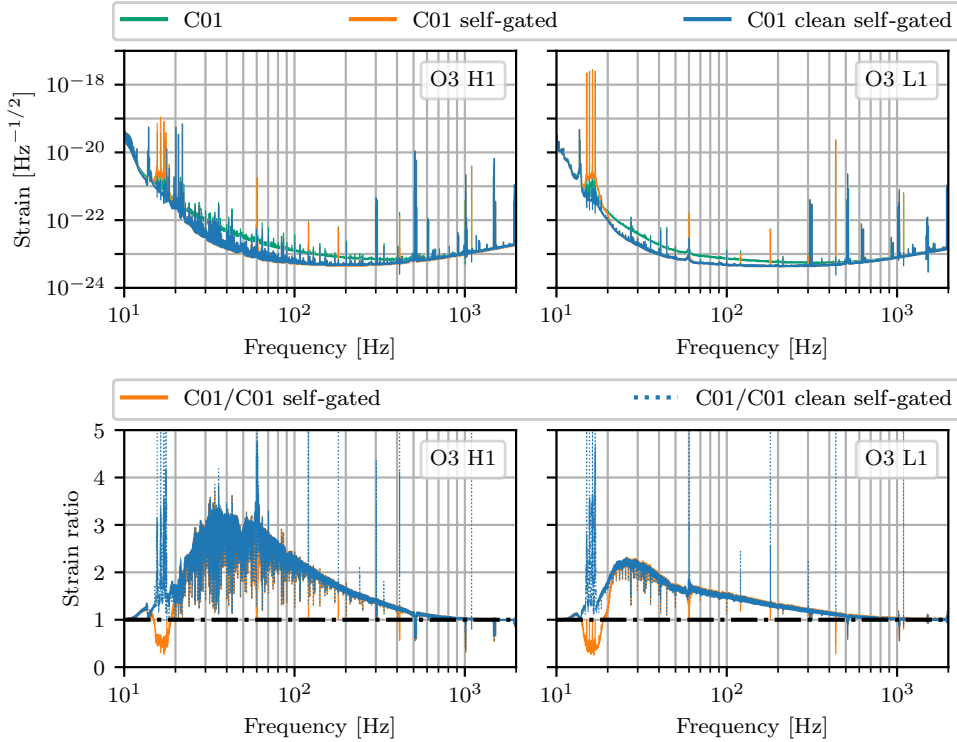 C01 C01 self-gated C01 clean self-gated
O3 H1 O3 L1
Strain [Hz^{-1/2}]
10^{-18}
10^{-20}
10^{-22}
10^{-24}
10^1 10^2 10^3 10^1 10^2 10^3
Frequency [Hz] Frequency [Hz]
C01/C01 self-gated C01/C01 clean self-gated
O3 H1 O3 L1
Strain ratio
5
4
3
2
1
0
10^1 10^2 10^3 10^1 10^2 10^3
Frequency [Hz] Frequency [Hz]